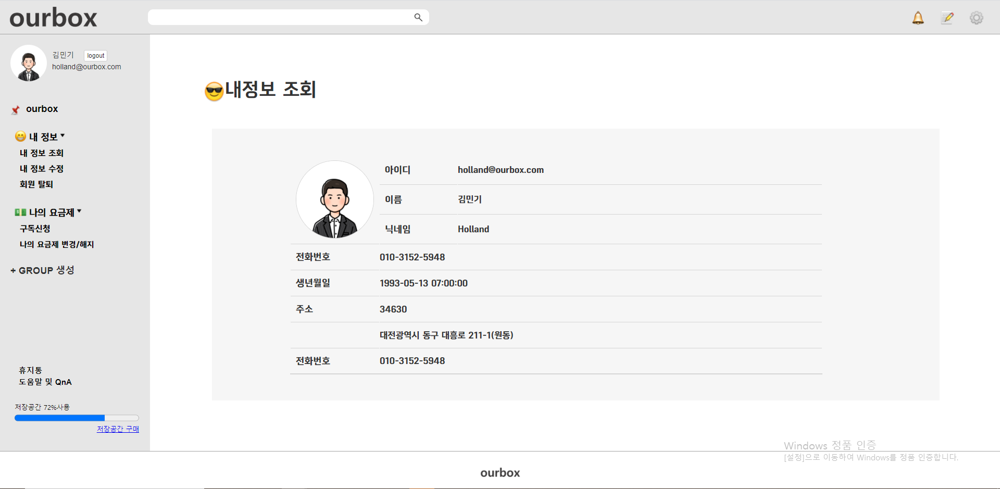 ourbox
김민기 logout
holland@ourbox.com
ourbox
내 정보
내 정보 조회
내 정보 수정
회원 탈퇴
나의 요금제
구독신청
나의 요금제 변경/해지
+ GROUP 생성
휴지통
도움말 및 QnA
저장공간 72%사용
저장공간 구매
내정보 조회
아이디 holland@ourbox.com
이름 김민기
닉네임 Holland
전화번호 010-3152-5948
생년월일 1993-05-13 07:00:00
주소 34630
대전광역시 동구 대흥로 211-1(원동)
전화번호 010-3152-5948
Windows 정품 인증
[설정]으로 이동하여 Windows를 정품 인증합니다.
ourbox